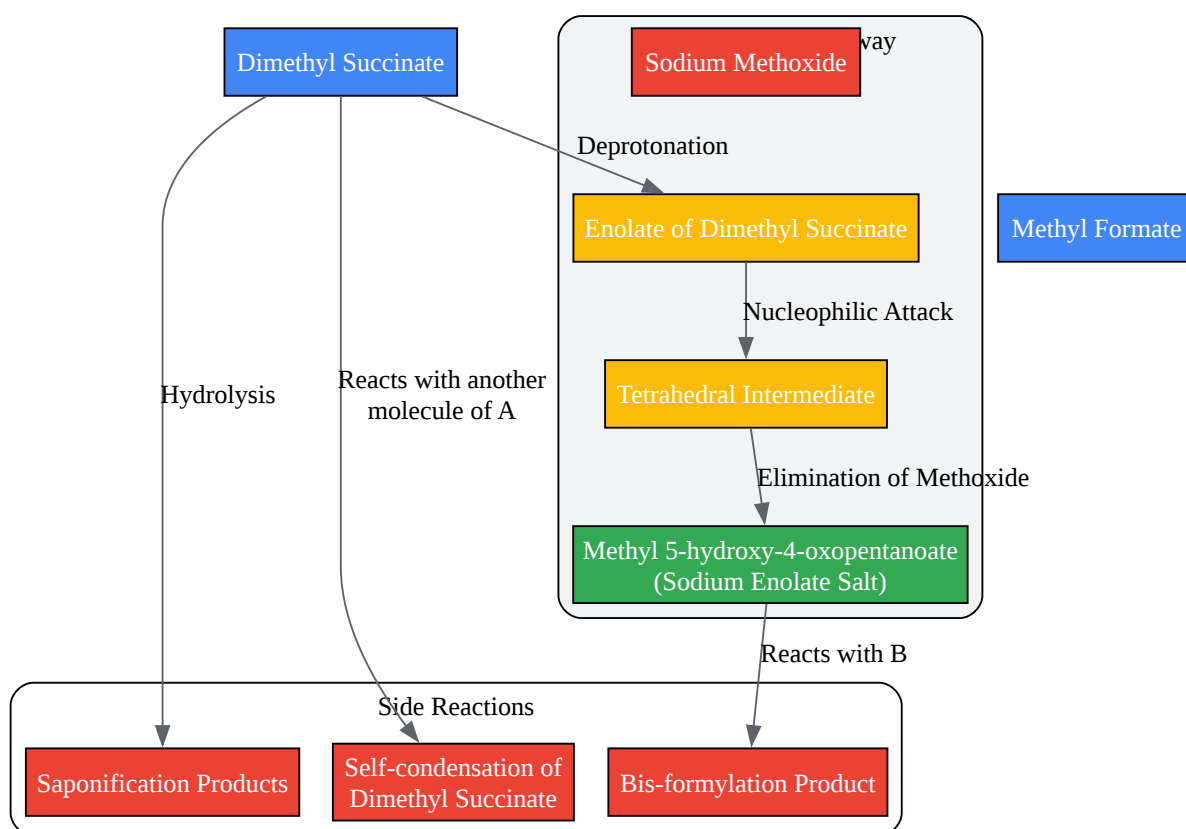 Dimethyl Succinate
Sodium Methoxide
way
Deprotonation
Enolate of Dimethyl Succinate
Methyl Formate
Nucleophilic Attack
Hydrolysis
Reacts with another
molecule of A
Tetrahedral Intermediate
Elimination of Methoxide
Methyl 5-hydroxy-4-oxopentanoate
(Sodium Enolate Salt)
Reacts with B
Side Reactions
Saponification Products
Self-condensation of
Dimethyl Succinate
Bis-formylation Product